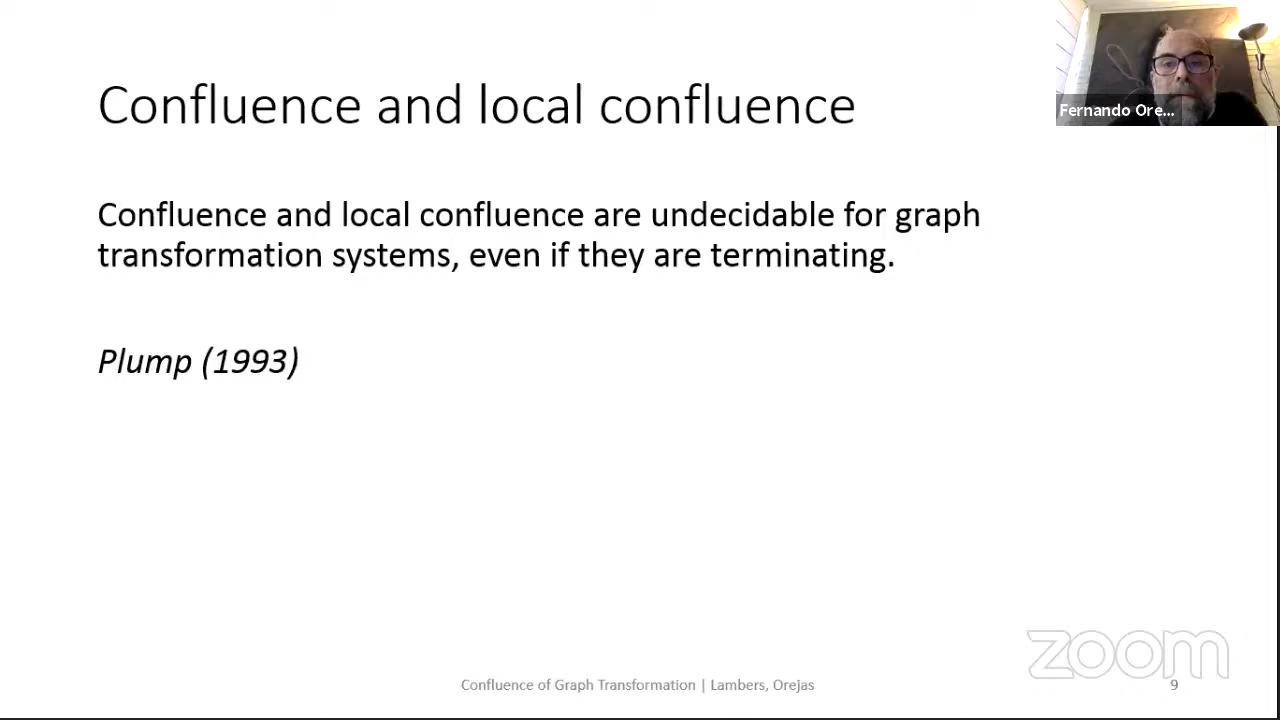 Confluence and local confluence
Fernando Ore...
Confluence and local confluence are undecidable for graph
transformation systems, even if they are terminating.
Plump (1993)
zoom
Confluence of Graph Transformation | Lambers, Orejas
9